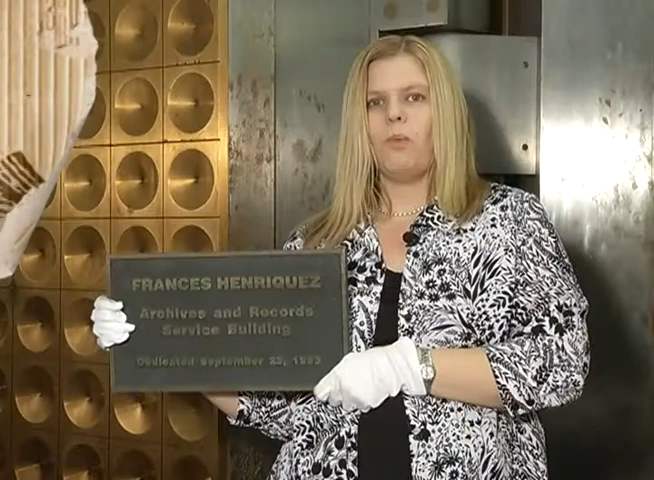 FRANCES HENRIQUEZ
Archives and Records
Service Building
Dedicated September 23, 1993